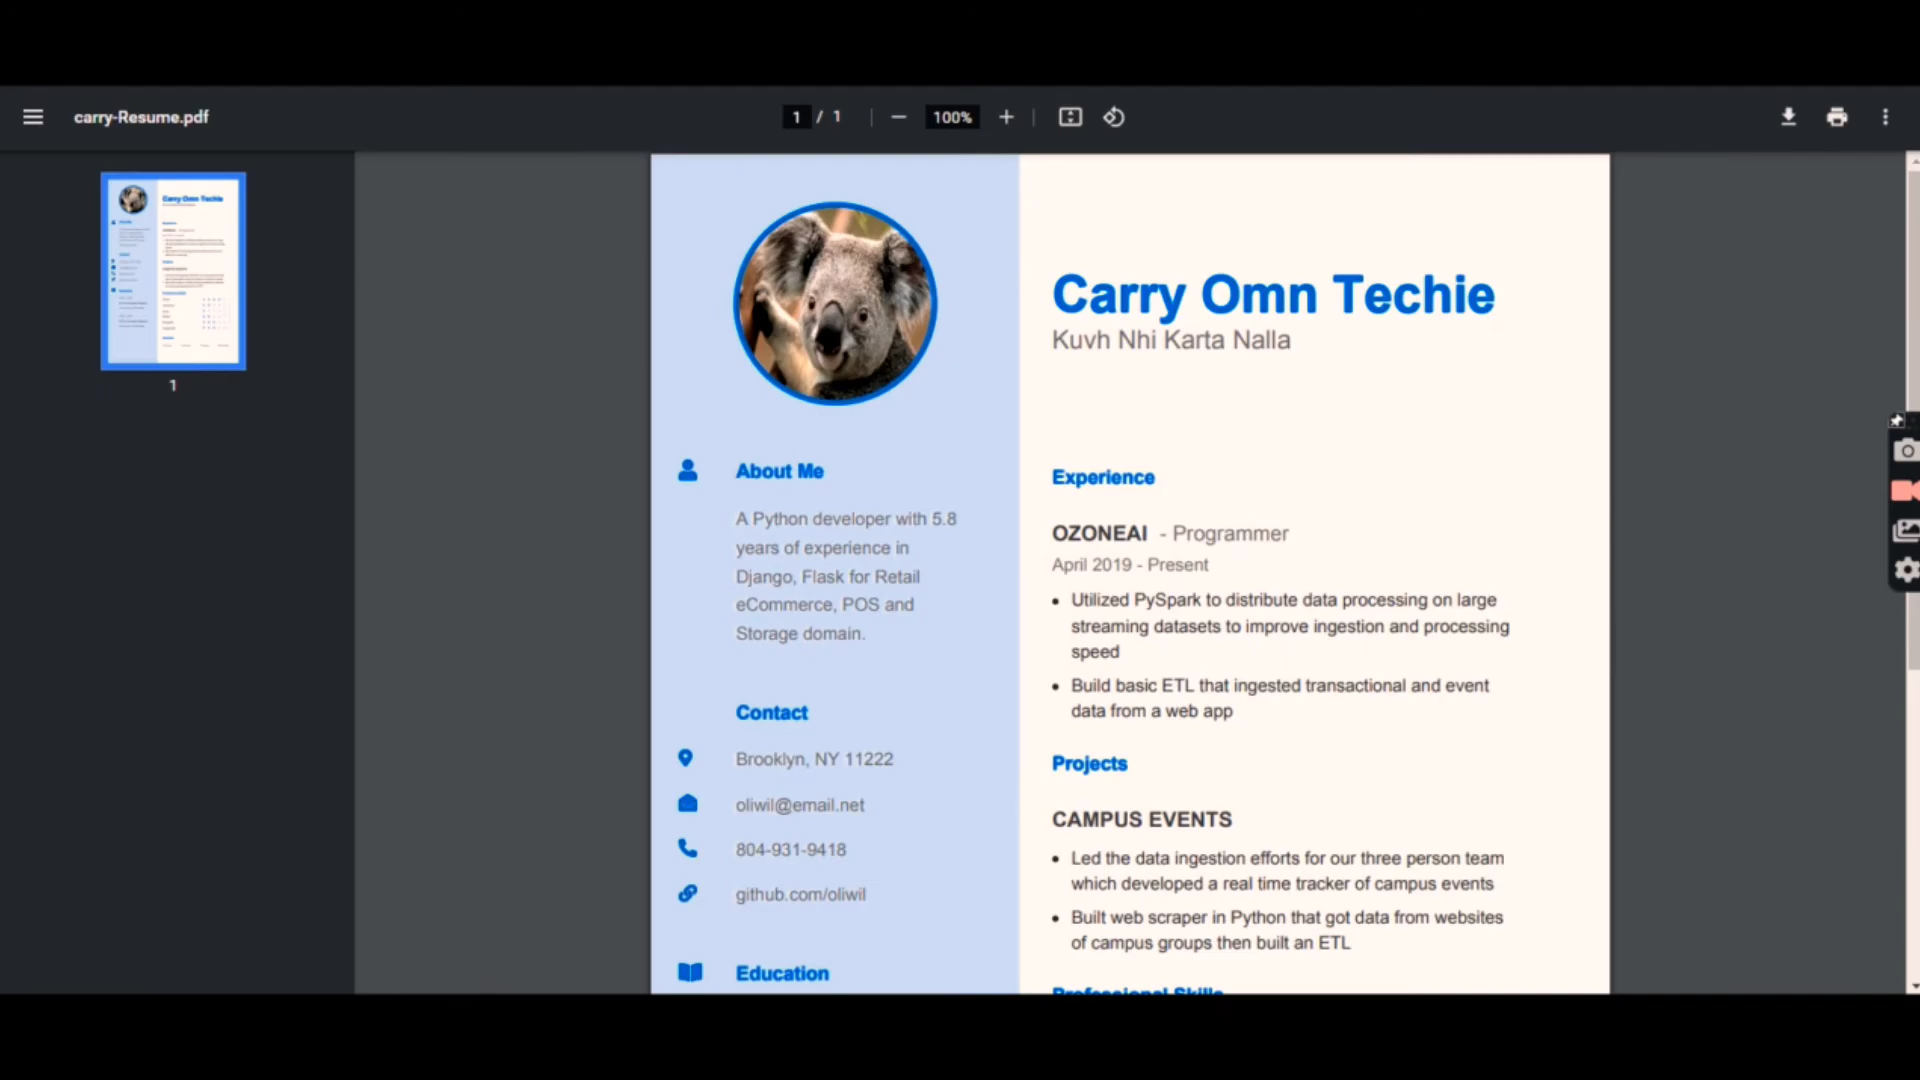 carry-Resume.pdf
1 / 1
100%
Carry Omn Techie
1
Carry Omn Techie
Kuvh Nhi Karta Nalla
About Me
A Python developer with 5.8
years of experience in
Django, Flask for Retail
eCommerce, POS and
Storage domain.
Contact
Brooklyn, NY 11222
oliwil@email.net
804-931-9418
github.com/oliwil
Education
Experience
OZONEAI - Programmer
April 2019 - Present
• Utilized PySpark to distribute data processing on large
streaming datasets to improve ingestion and processing
speed
• Build basic ETL that ingested transactional and event
data from a web app
Projects
CAMPUS EVENTS
• Led the data ingestion efforts for our three person team
which developed a real time tracker of campus events
• Built web scraper in Python that got data from websites
of campus groups then built an ETL
Professional Skills